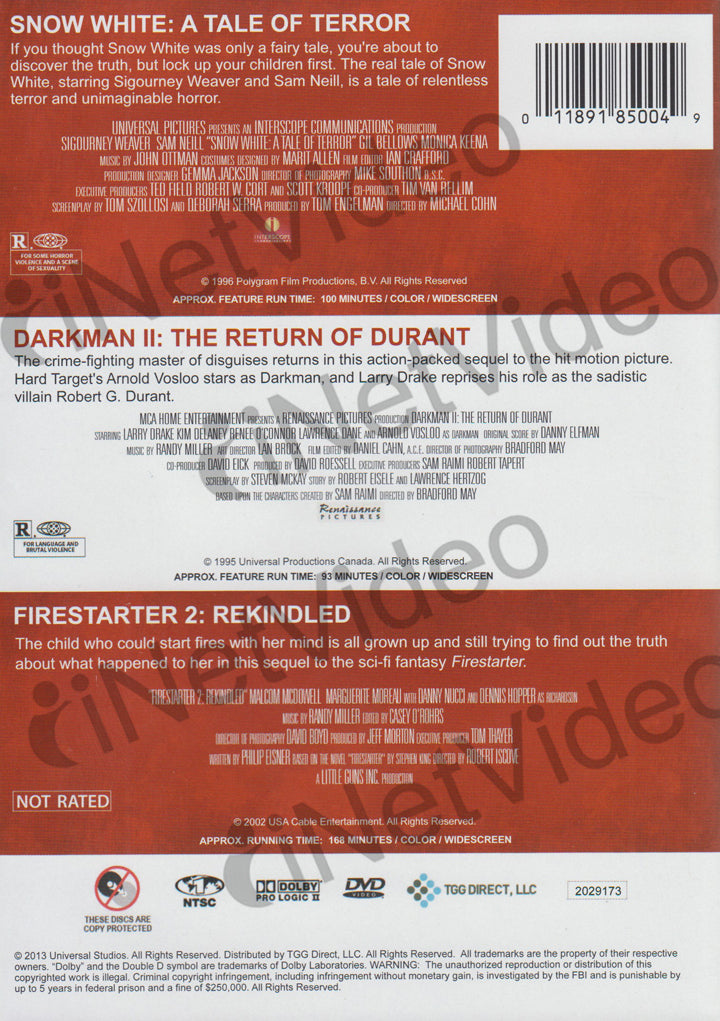 SNOW WHITE: A TALE OF TERROR
If you thought Snow White was only a fairy tale, you're about to
discover the truth, but lock up your children first. The real tale of Snow
White, starring Sigourney Weaver and Sam Neill, is a tale of relentless
terror and unimaginable horror.
0 11891 85004 9
UNIVERSAL PICTURES PRESENTS AN INTERSCOPE COMMUNICATIONS PRODUCTION
SIGOURNEY WEAVER SAM NEILL "SNOW WHITE: A TALE OF TERROR" GIL BELLOWS MONICA KEENA
MUSIC BY JOHN OTTMAN COSTUMES DESIGNED BY MARIT ALLEN FILM EDITOR IAN CRAFFORD
PRODUCTION DESIGNER GEMMA JACKSON DIRECTOR OF PHOTOGRAPHY MIKE SOUTHON B.S.C.
EXECUTIVE PRODUCERS TED FIELD ROBERT W. CORT AND SCOTT KROOPF CO-PRODUCER TIM VAN RELLIM
SCREENPLAY BY TOM SZOLLOSI AND DEBORAH SERRA PRODUCED BY TOM ENGELMAN DIRECTED BY MICHAEL COHN
INTERSCOPE
COMMUNICATIONS
R
FOR SOME HORROR
VIOLENCE AND A SCENE
OF SEXUALITY
© 1996 Polygram Film Productions, B.V. All Rights Reserved
APPROX. FEATURE RUN TIME: 100 MINUTES / COLOR / WIDESCREEN
DARKMAN II: THE RETURN OF DURANT
The crime-fighting master of disguises returns in this action-packed sequel to the hit motion picture.
Hard Target's Arnold Vosloo stars as Darkman, and Larry Drake reprises his role as the sadistic
villain Robert G. Durant.
MCA HOME ENTERTAINMENT PRESENTS A RENAISSANCE PICTURES PRODUCTION DARKMAN II: THE RETURN OF DURANT
STARRING LARRY DRAKE KIM DELANEY RENEE O'CONNOR LAWRENCE DANE AND ARNOLD VOSLOO AS DARKMAN ORIGINAL SCORE BY DANNY ELFMAN
MUSIC BY RANDY MILLER ART DIRECTOR IAN BROCK FILM EDITED BY DANIEL CAHN, A.C.E. DIRECTOR OF PHOTOGRAPHY BRADFORD MAY
CO-PRODUCER DAVID EICK PRODUCED BY DAVID ROESSELL EXECUTIVE PRODUCERS SAM RAIMI ROBERT TAPERT
SCREENPLAY BY STEVEN MCKAY STORY BY ROBERT EISELE AND LAWRENCE HERTZOG
BASED UPON THE CHARACTERS CREATED BY SAM RAIMI DIRECTED BY BRADFORD MAY
Renaissance
PICTURES
R
FOR LANGUAGE AND
BRUTAL VIOLENCE
© 1995 Universal Productions Canada. All Rights Reserved.
APPROX. FEATURE RUN TIME: 93 MINUTES / COLOR / WIDESCREEN
FIRESTARTER 2: REKINDLED
The child who could start fires with her mind is all grown up and still trying to find out the truth
about what happened to her in this sequel to the sci-fi fantasy Firestarter.
"FIRESTARTER 2: REKINDLED" MALCOM MCDOWELL MARGUERITE MOREAU WITH DANNY NUCCI AND DENNIS HOPPER AS RICHARDSON
MUSIC BY RANDY MILLER EDITED BY CASEY O'ROHRS
DIRECTOR OF PHOTOGRAPHY DAVID BOYD PRODUCED BY JEFF MORTON EXECUTIVE PRODUCER TOM THAYER
WRITTEN BY PHILIP EISNER BASED ON THE NOVEL "FIRESTARTER" BY STEPHEN KING DIRECTED BY ROBERT ISCOVE
A LITTLE GUNS INC. PRODUCTION
NOT RATED
© 2002 USA Cable Entertainment. All Rights Reserved.
APPROX. RUNNING TIME: 168 MINUTES / COLOR / WIDESCREEN
THESE DISCS ARE
COPY PROTECTED
NTSC
DOLBY
PRO LOGIC II
DVD
VIDEO
TGG DIRECT, LLC
2029173
© 2013 Universal Studios. All Rights Reserved. Distributed by TGG Direct, LLC. All Rights Reserved. All trademarks are the property of their respective
owners. "Dolby" and the Double D symbol are trademarks of Dolby Laboratories. WARNING: The unauthorized reproduction or distribution of this
copyrighted work is illegal. Criminal copyright infringement, including infringement without monetary gain, is investigated by the FBI and is punishable by
up to 5 years in federal prison and a fine of $250,000. All Rights Reserved.
iNetVideo
iNetVideo
iNetVideo
iNetVideo